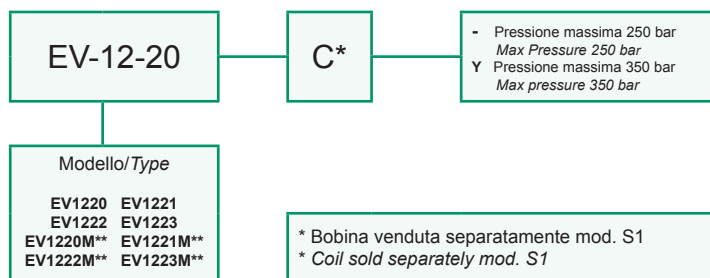 EV-12-20
C*
- Pressione massima 250 bar
Max Pressure 250 bar
Y Pressione massima 350 bar
Max pressure 350 bar
Modello/Type
EV1220 EV1221
EV1222 EV1223
EV1220M** EV1221M**
EV1222M** EV1223M**
* Bobina venduta separatamente mod. S1
* Coil sold separately mod. S1